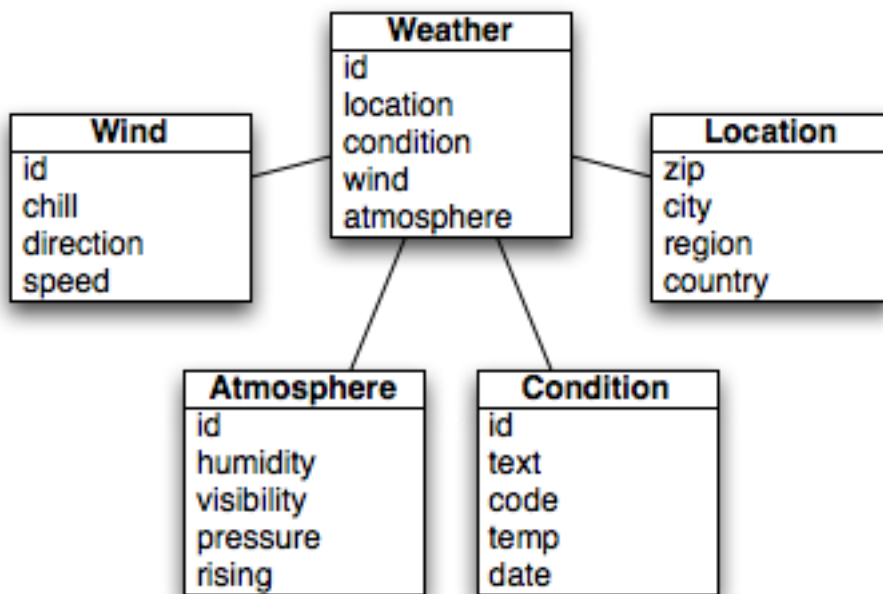 Weather
id
location
condition
wind
atmosphere
Wind
id
chill
direction
speed
Location
zip
city
region
country
Atmosphere
id
humidity
visibility
pressure
rising
Condition
id
text
code
temp
date